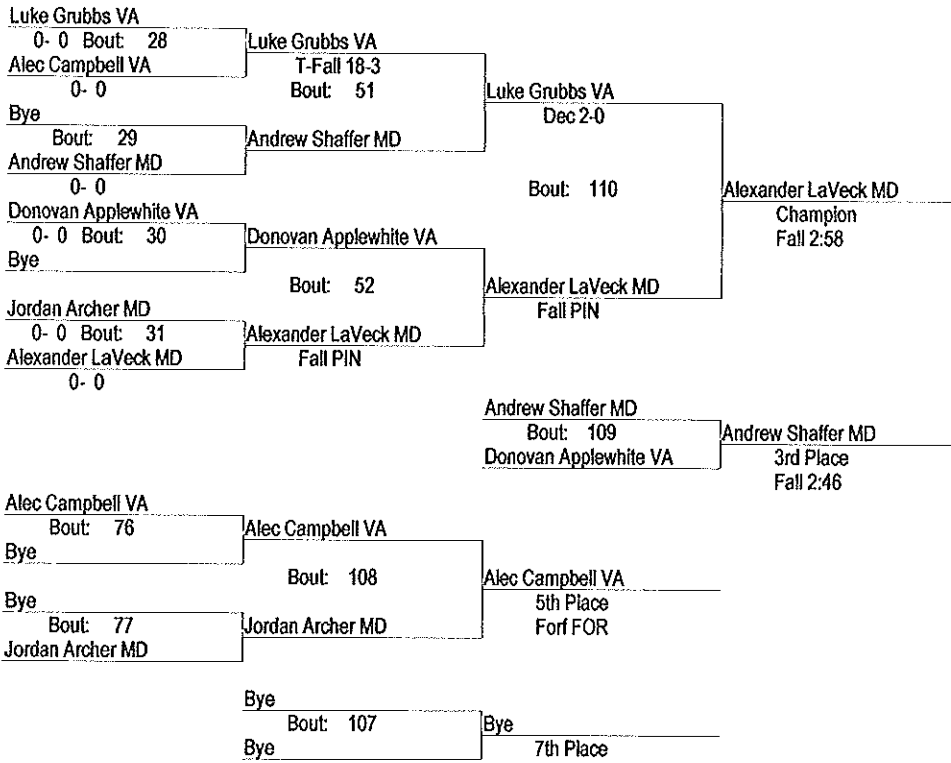 Luke Grubbs VA
0- 0 Bout: 28
Alec Campbell VA
0- 0
Bye
Bout: 29
Andrew Shaffer MD
0- 0
Donovan Applewhite VA
0- 0 Bout: 30
Bye
Jordan Archer MD
0- 0 Bout: 31
Alexander LaVeck MD
0- 0
Luke Grubbs VA
T-Fall 18-3
Bout: 51
Andrew Shaffer MD
Donovan Applewhite VA
Bout: 52
Alexander LaVeck MD
Fall PIN
Luke Grubbs VA
Dec 2-0
Bout: 110
Alexander LaVeck MD
Fall PIN
Alexander LaVeck MD
Champion
Fall 2:58
Andrew Shaffer MD
Bout: 109
Donovan Applewhite VA
Andrew Shaffer MD
3rd Place
Fall 2:46
Alec Campbell VA
Bout: 76
Bye
Bye
Bout: 77
Jordan Archer MD
Alec Campbell VA
Bout: 108
Jordan Archer MD
Alec Campbell VA
5th Place
Forf FOR
Bye
Bout: 107
Bye
Bye
7th Place